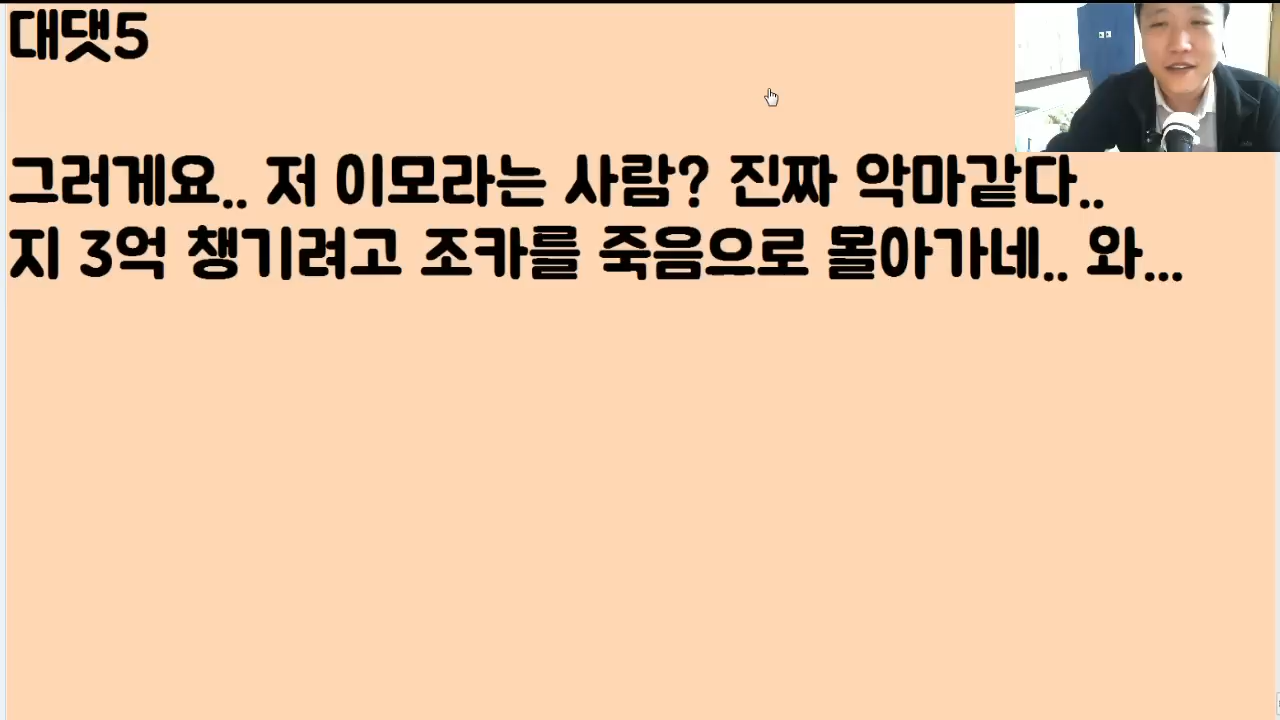 대댓5
그러게요.. 저 이모라는 사람? 진짜 악마같다..
지 3억 챙기려고 조카를 죽음으로 몰아가네.. 와...